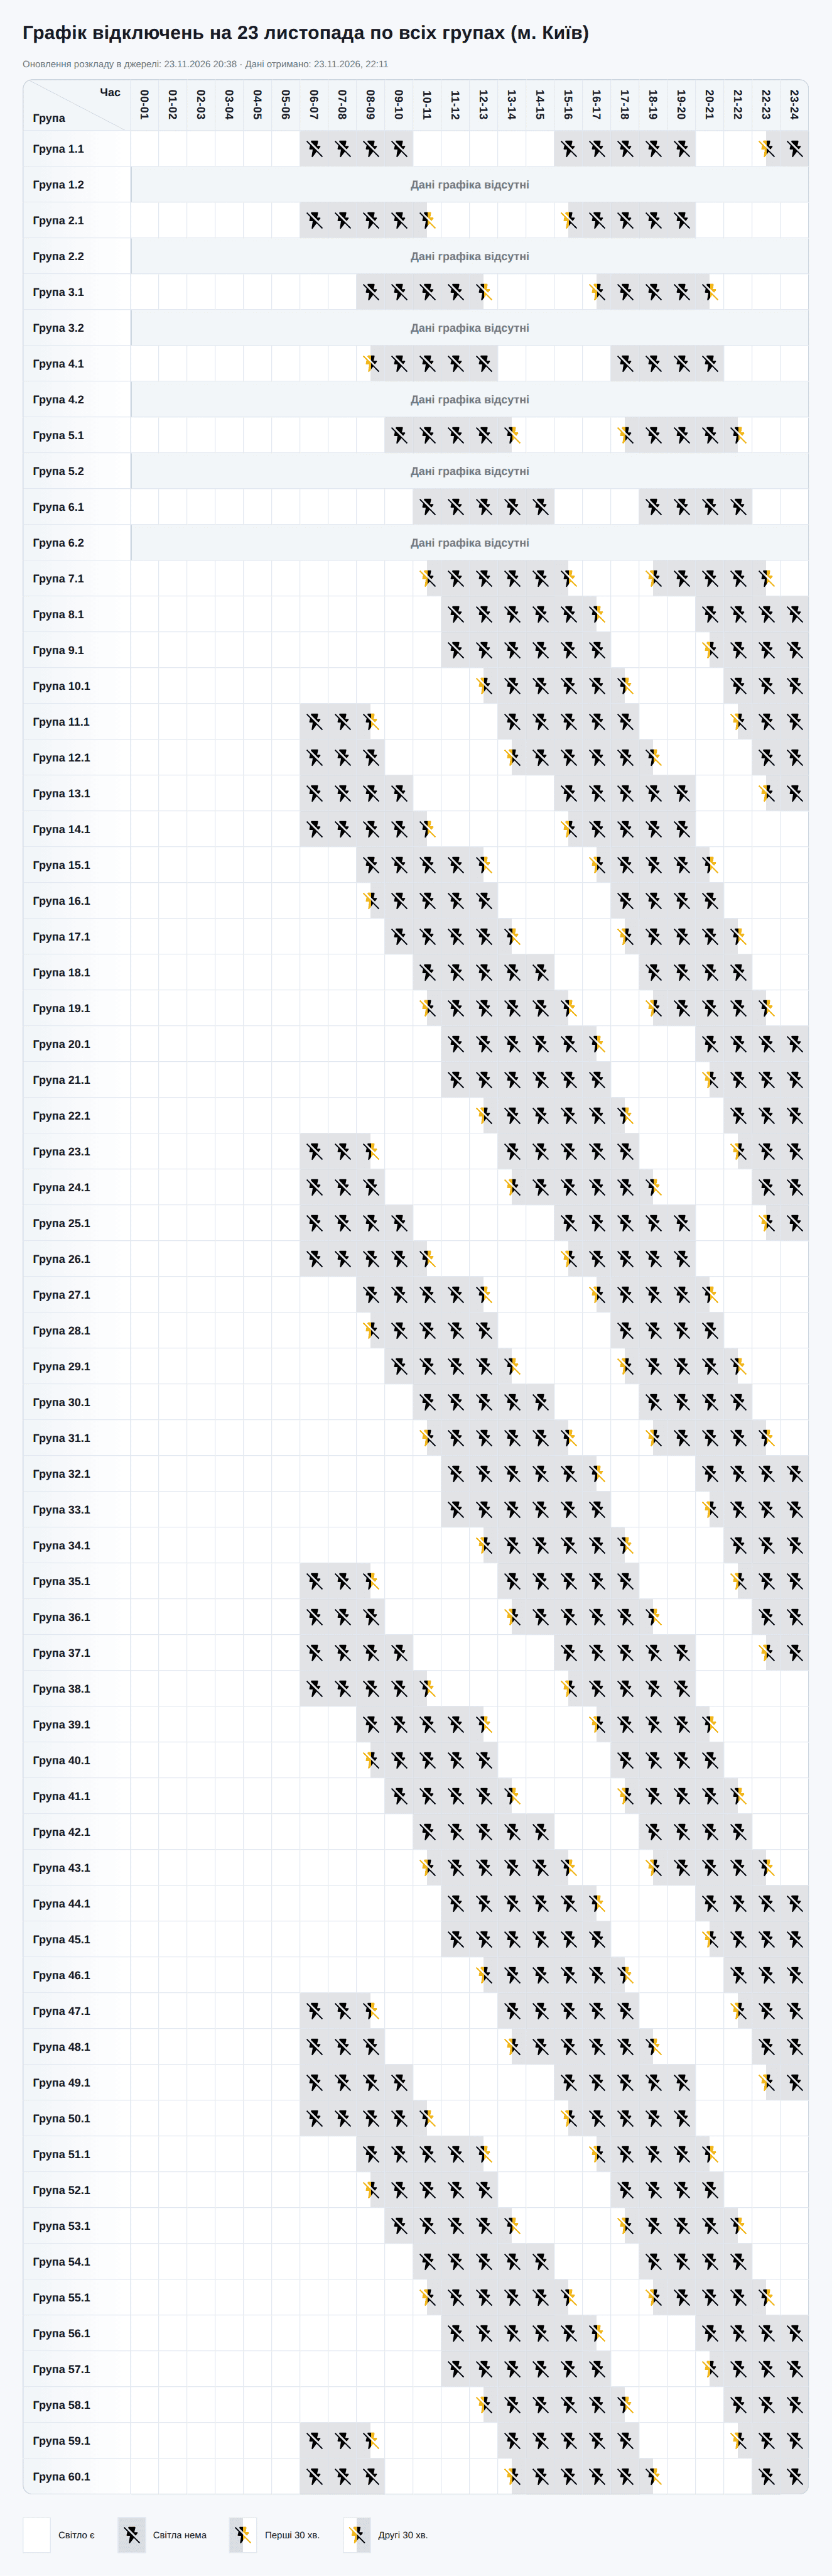 Графік відключень на 23 листопада по всіх групах (м. Київ)
Оновлення розкладу в джерелі: 23.11.2026 20:38 · Дані отримано: 23.11.2026, 22:11
Час
Група
00-01 01-02 02-03 03-04 04-05 05-06 06-07 07-08 08-09 09-10 10-11 11-12 12-13 13-14 14-15 15-16 16-17 17-18 18-19 19-20 20-21 21-22 22-23 23-24
Група 1.1
Група 1.2 Дані графіка відсутні
Група 2.1
Група 2.2 Дані графіка відсутні
Група 3.1
Група 3.2 Дані графіка відсутні
Група 4.1
Група 4.2 Дані графіка відсутні
Група 5.1
Група 5.2 Дані графіка відсутні
Група 6.1
Група 6.2 Дані графіка відсутні
Група 7.1
Група 8.1
Група 9.1
Група 10.1
Група 11.1
Група 12.1
Група 13.1
Група 14.1
Група 15.1
Група 16.1
Група 17.1
Група 18.1
Група 19.1
Група 20.1
Група 21.1
Група 22.1
Група 23.1
Група 24.1
Група 25.1
Група 26.1
Група 27.1
Група 28.1
Група 29.1
Група 30.1
Група 31.1
Група 32.1
Група 33.1
Група 34.1
Група 35.1
Група 36.1
Група 37.1
Група 38.1
Група 39.1
Група 40.1
Група 41.1
Група 42.1
Група 43.1
Група 44.1
Група 45.1
Група 46.1
Група 47.1
Група 48.1
Група 49.1
Група 50.1
Група 51.1
Група 52.1
Група 53.1
Група 54.1
Група 55.1
Група 56.1
Група 57.1
Група 58.1
Група 59.1
Група 60.1
Світло є Світла нема Перші 30 хв. Другі 30 хв.